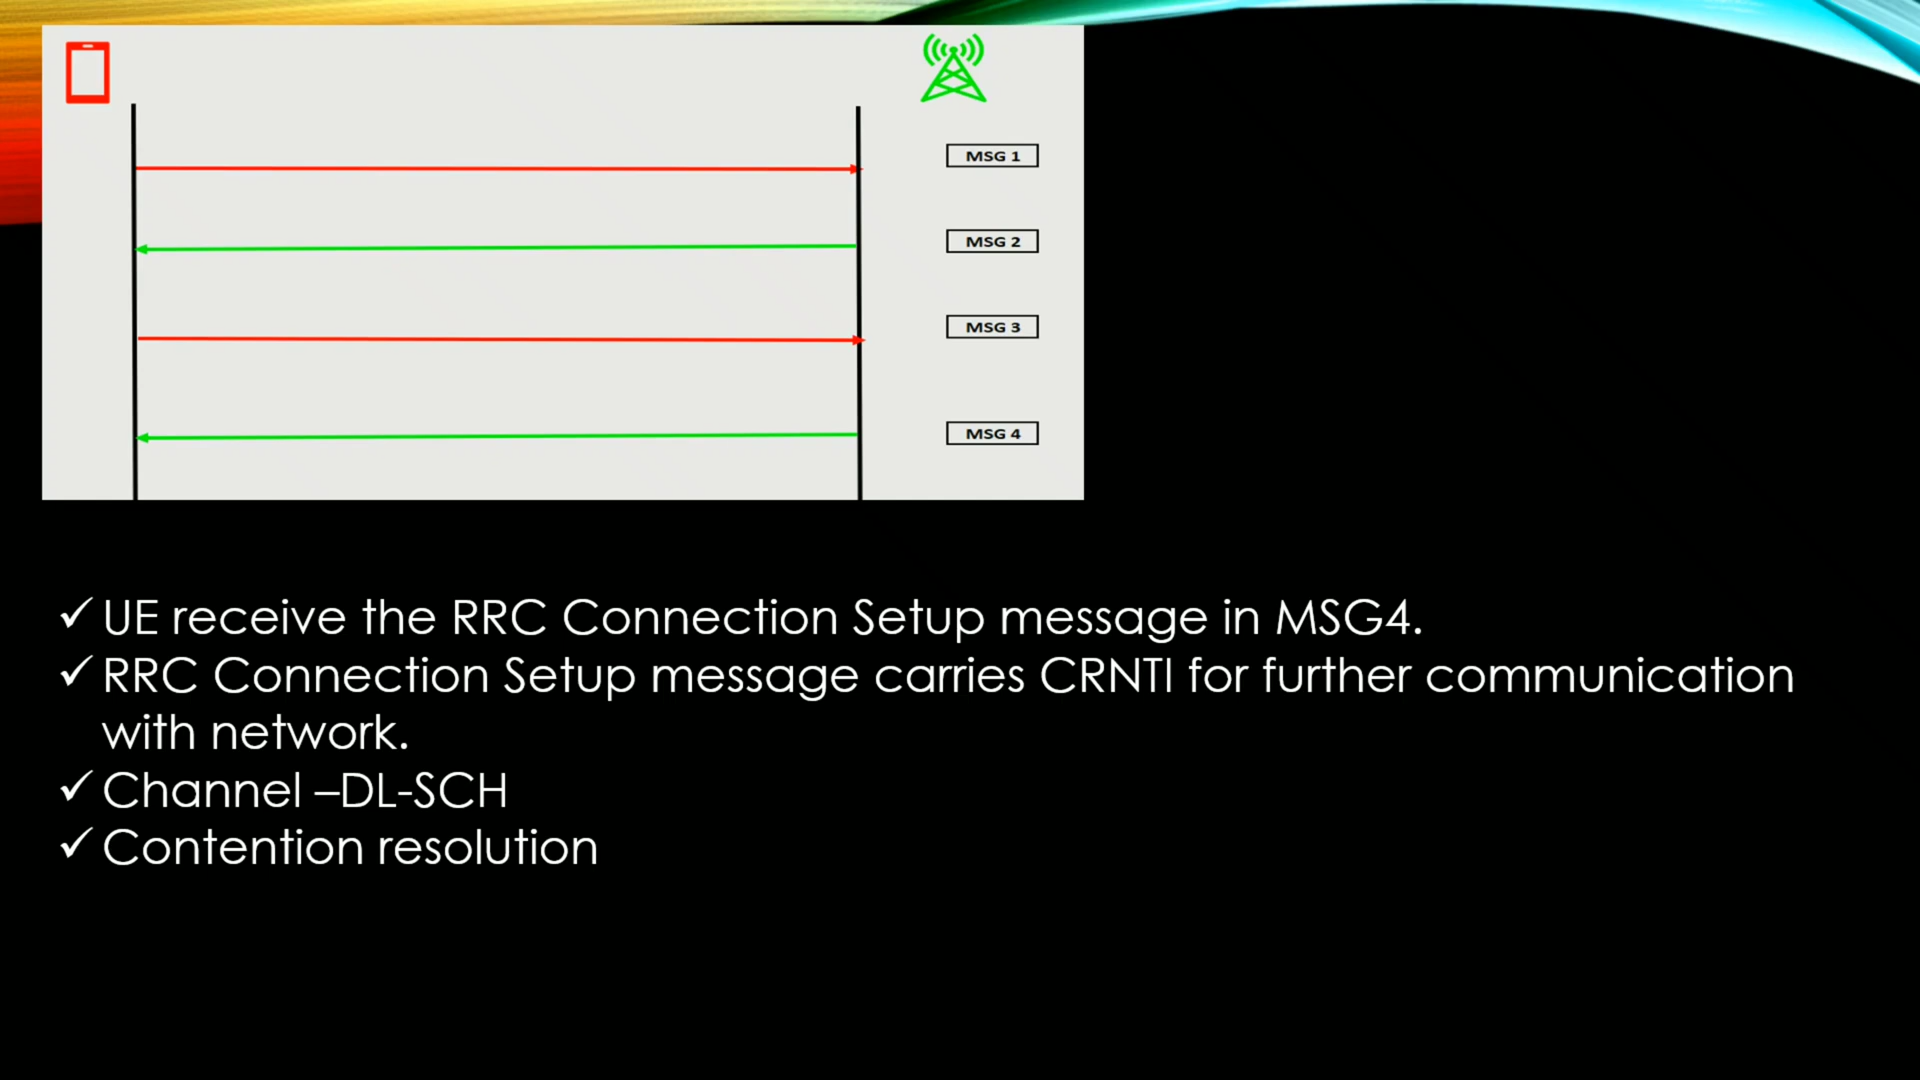 MSG 1
MSG 2
MSG 3
MSG 4
✓ UE receive the RRC Connection Setup message in MSG4.
✓ RRC Connection Setup message carries CRNTI for further communication
with network.
✓ Channel –DL-SCH
✓ Contention resolution